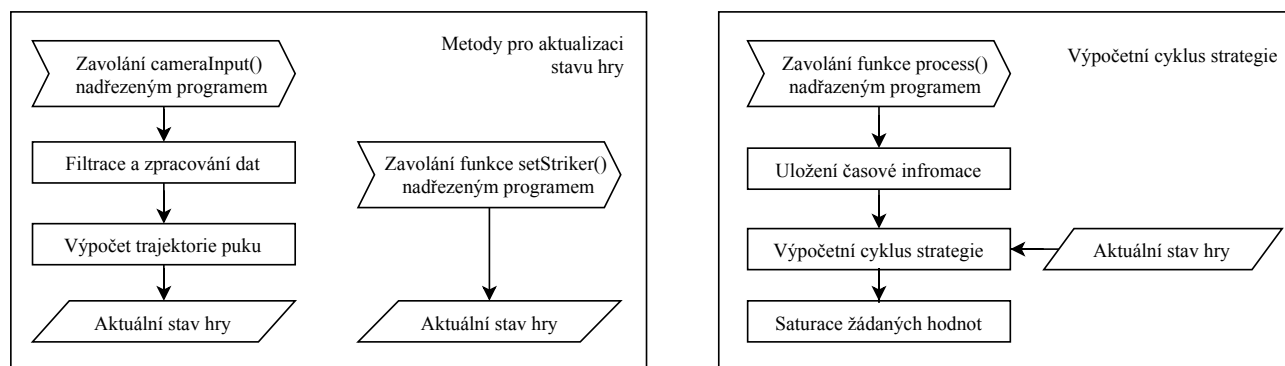 Metody pro aktualizaci
stavu hry
Zavolání cameraInput()
nadřezeným programem
Filtrace a zpracování dat
Výpočet trajektorie puku
Aktuální stav hry
Zavolání funkce setStriker()
nadřezeným programem
Aktuální stav hry
Výpočetní cyklus strategie
Zavolání funkce process()
nadřazeným programem
Uložení časové infromace
Výpočetní cyklus strategie
Aktuální stav hry
Saturace žádaných hodnot